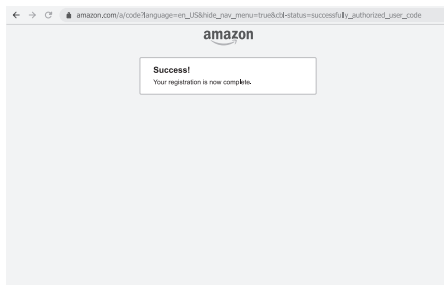 amazon.com/a/code?language=en_US&hide_nav_menu=true&cbl-status=successfully_authorized_user_code
amazon
Success!
Your registration is now complete.